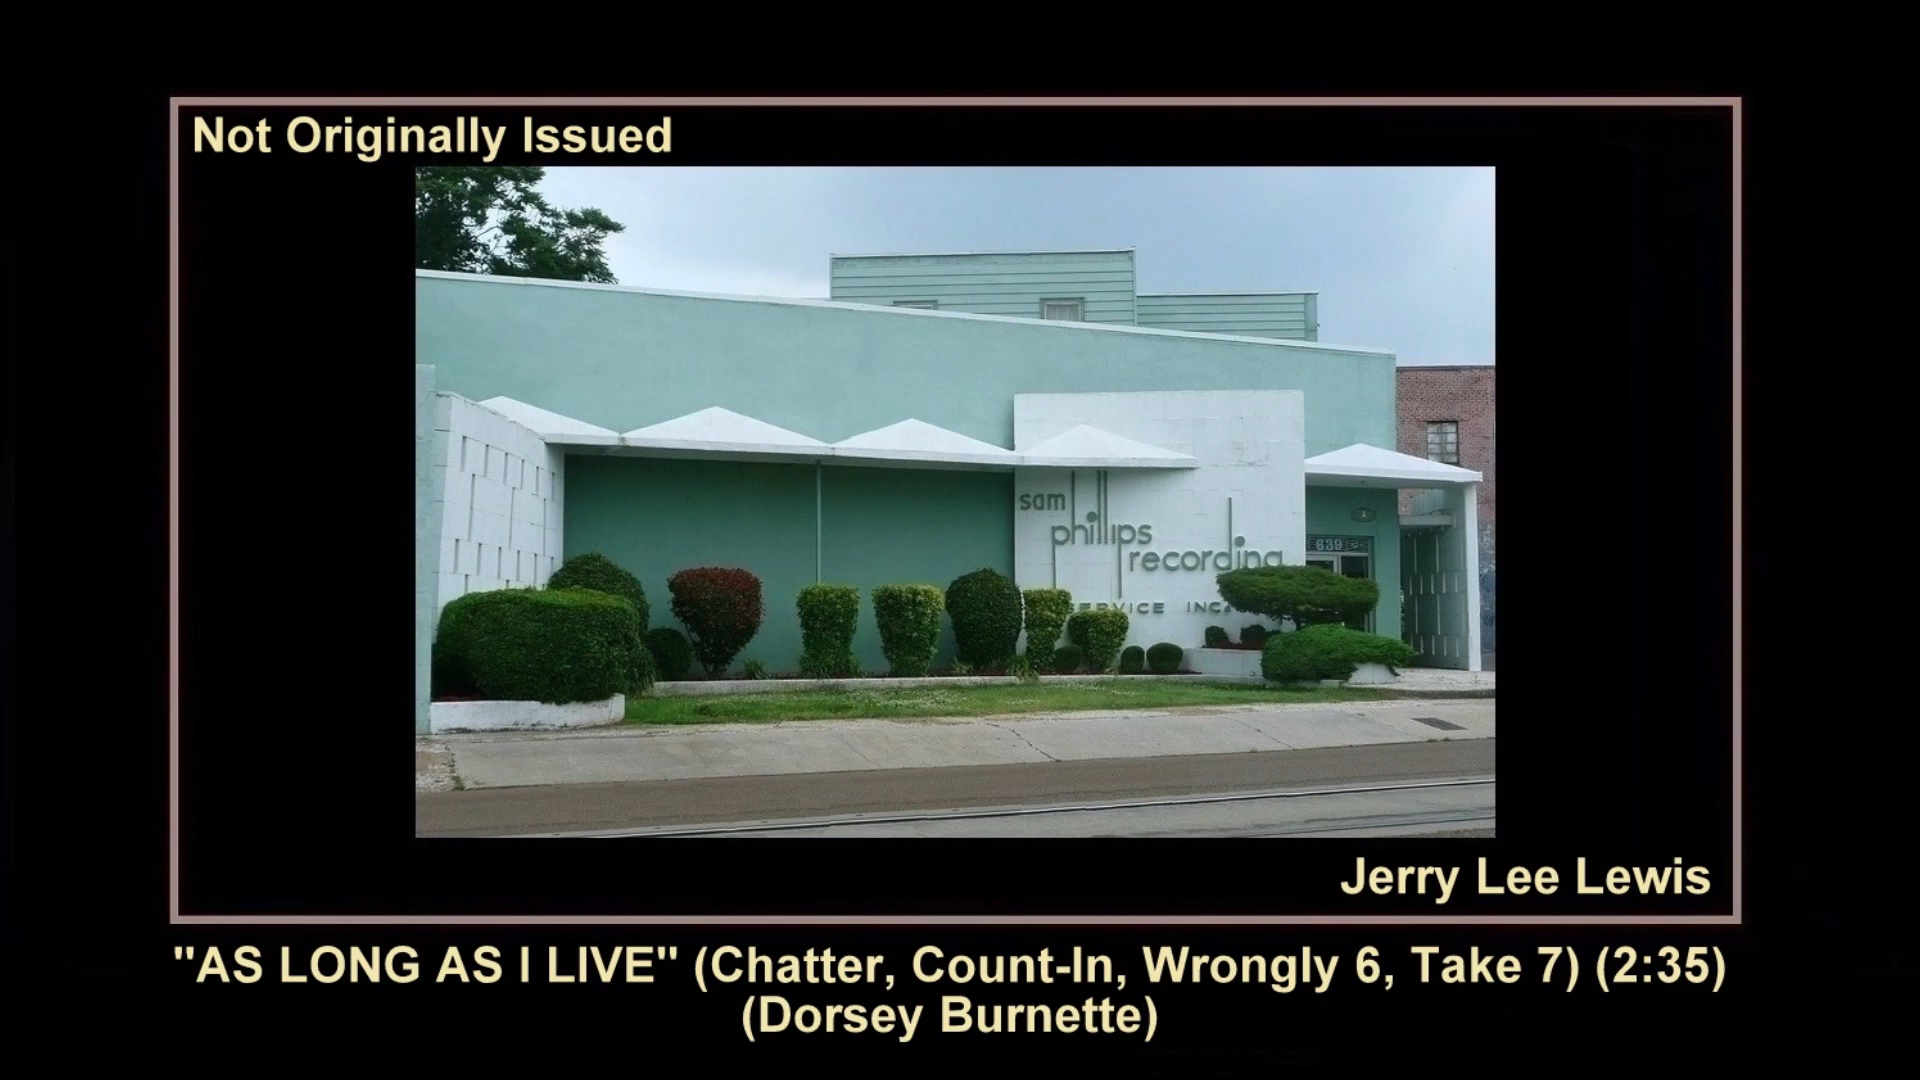 Not Originally Issued
sam
phillips
recording
SERVICE INC.
639
Jerry Lee Lewis
"AS LONG AS I LIVE" (Chatter, Count-In, Wrongly 6, Take 7) (2:35)
(Dorsey Burnette)